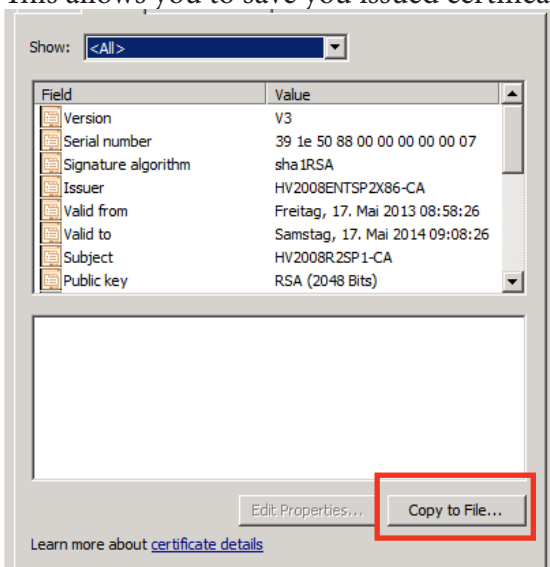 This allows you to save you issued certifica
Show: <All>
Field Value
Version V3
Serial number 39 1e 50 88 00 00 00 00 00 07
Signature algorithm sha1RSA
Issuer HV2008ENTSP2X86-CA
Valid from Freitag, 17. Mai 2013 08:58:26
Valid to Samstag, 17. Mai 2014 09:08:26
Subject HV2008R2SP1-CA
Public key RSA (2048 Bits)
Edit Properties... Copy to File...
Learn more about certificate details